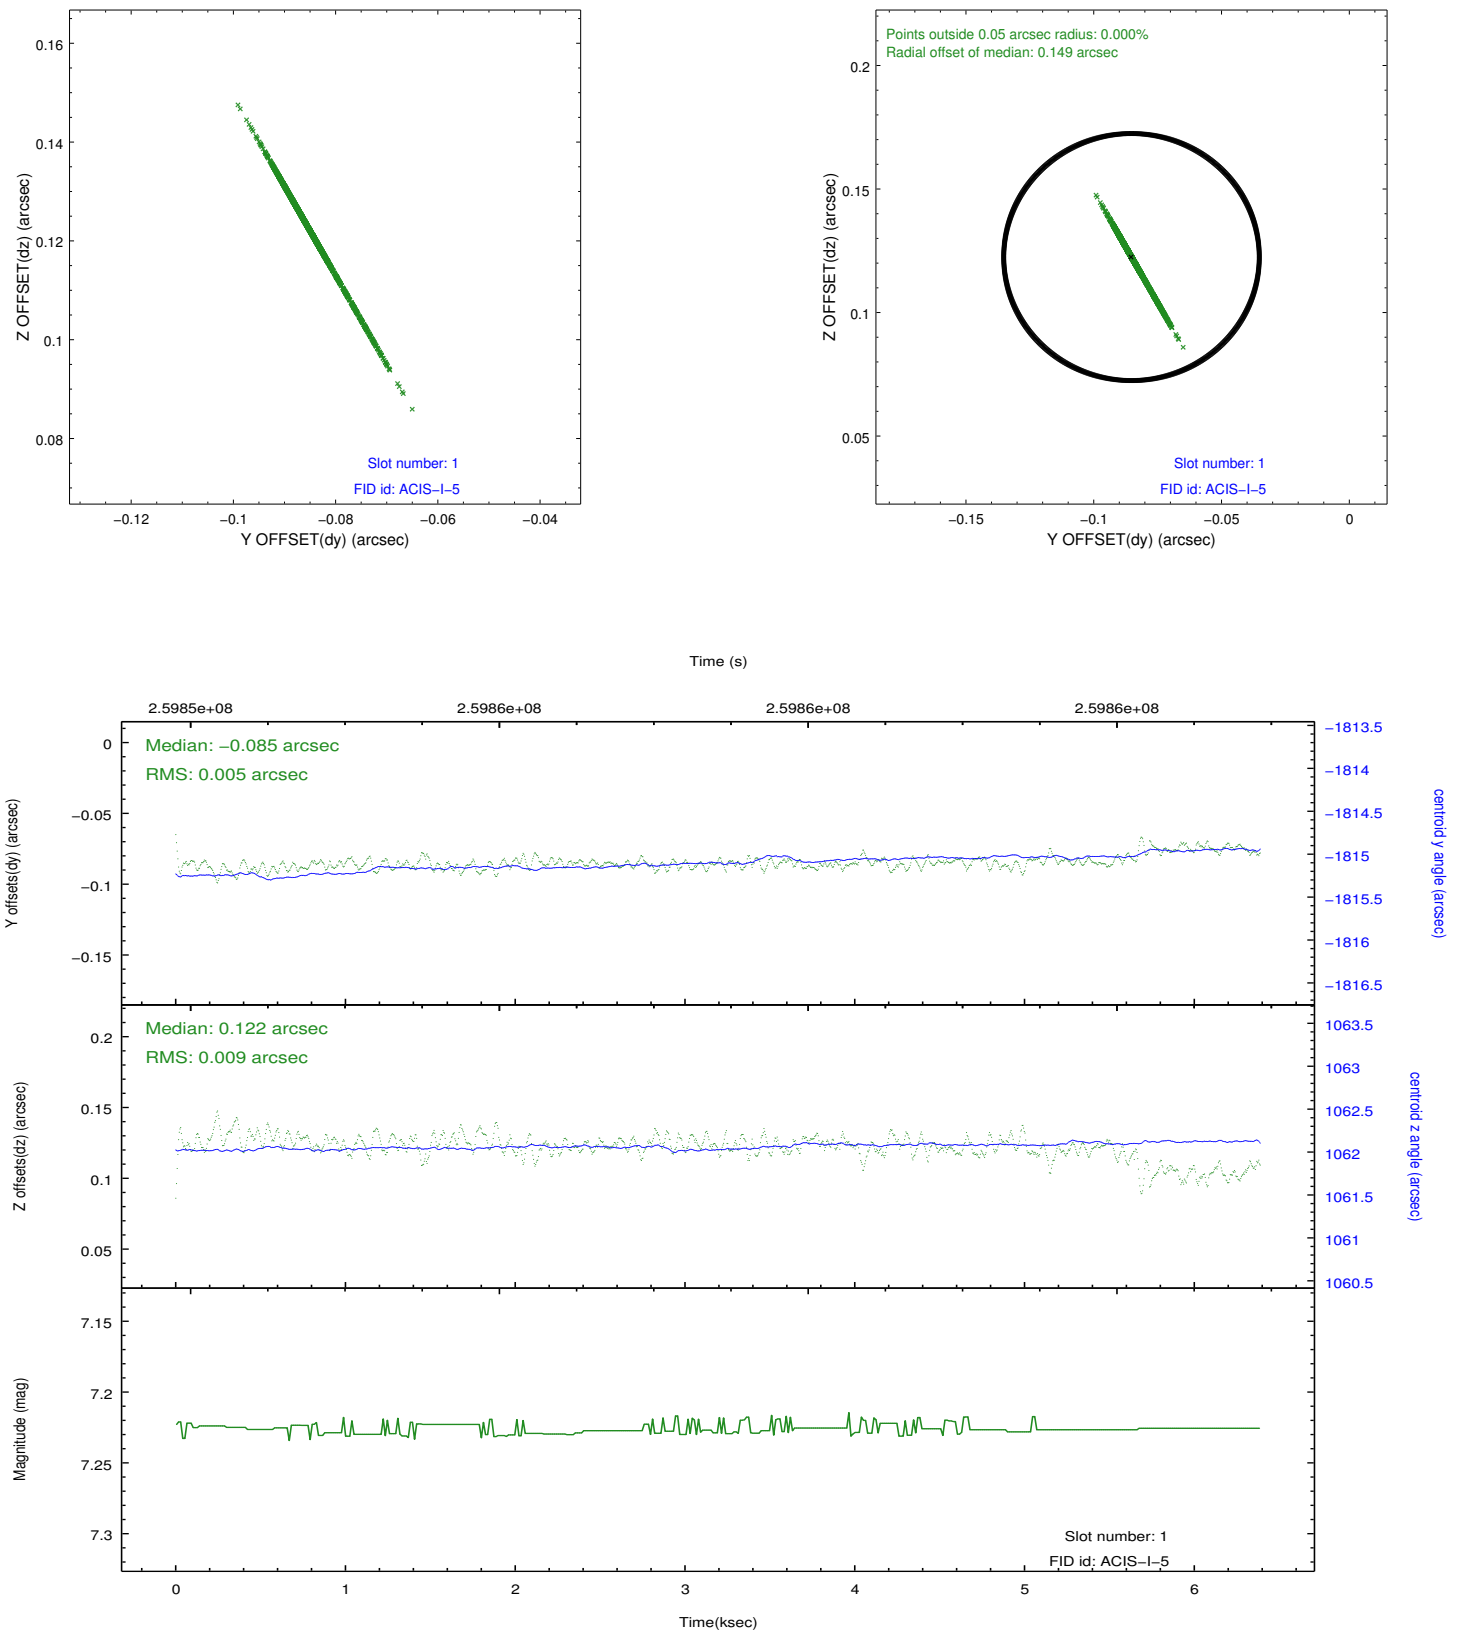 0.16
0.14
0.12
0.1
0.08
Z OFFSET(dz) (arcsec)
Slot number: 1
FID id: ACIS−I−5
−0.12
−0.1
−0.08
−0.06
−0.04
Y OFFSET(dy) (arcsec)
Points outside 0.05 arcsec radius: 0.000%
Radial offset of median: 0.149 arcsec
0.2
0.15
0.1
0.05
Z OFFSET(dz) (arcsec)
Slot number: 1
FID id: ACIS−I−5
−0.15
−0.1
−0.05
0
Y OFFSET(dy) (arcsec)
Time (s)
2.5985e+08
2.5986e+08
2.5986e+08
2.5986e+08
Median: −0.085 arcsec
RMS: 0.005 arcsec
0
−0.05
−0.1
−0.15
Y offsets(dy) (arcsec)
−1813.5
−1814
−1814.5
−1815
−1815.5
−1816
−1816.5
centroid y angle (arcsec)
Median: 0.122 arcsec
RMS: 0.009 arcsec
0.2
0.15
0.1
0.05
Z offsets(dz) (arcsec)
1063.5
1063
1062.5
1062
1061.5
1061
1060.5
centroid z angle (arcsec)
7.15
7.2
7.25
7.3
Magnitude (mag)
Slot number: 1
FID id: ACIS−I−5
0
1
2
3
4
5
6
Time(ksec)